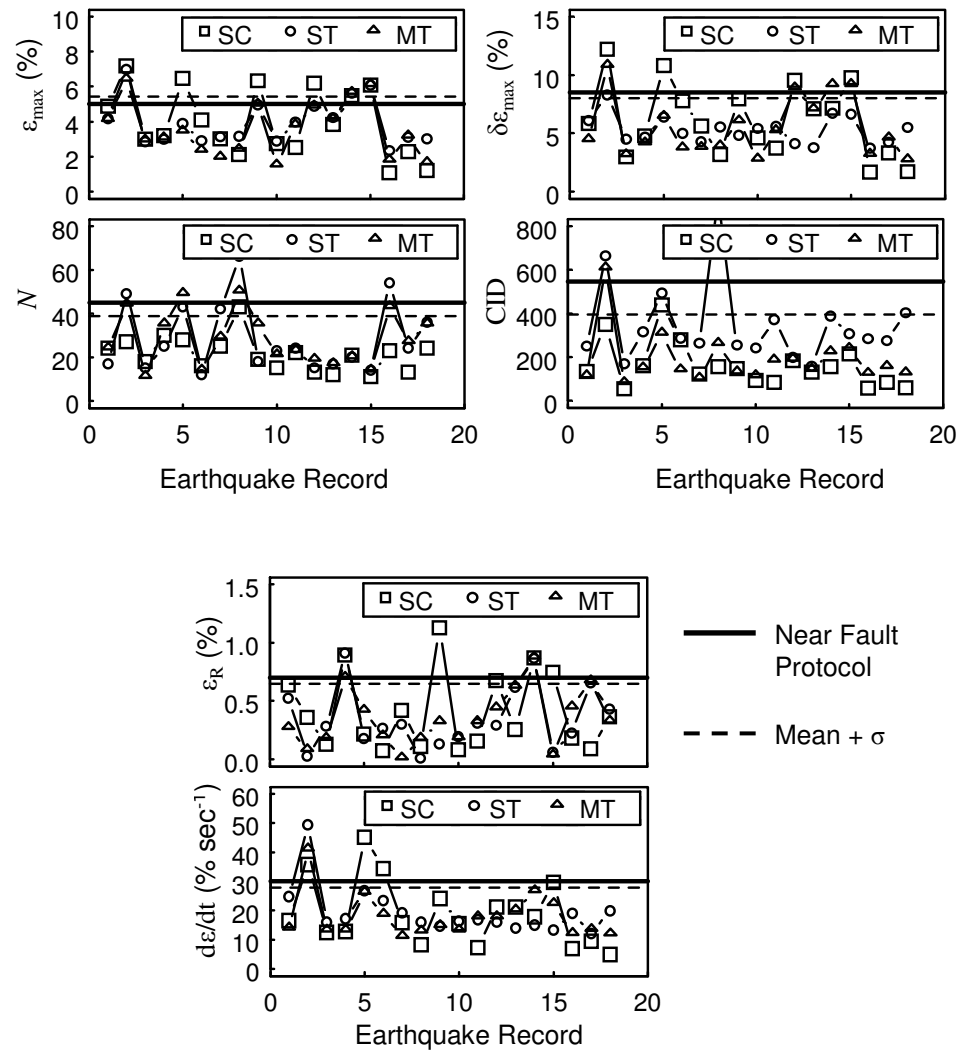 ε_max (%)
10
8
6
4
2
0
SC ST MT
δε_max (%)
15
10
5
0
SC ST MT
N
80
60
40
20
0
SC ST MT
0 5 10 15 20
Earthquake Record
CID
800
600
400
200
0
SC ST MT
0 5 10 15 20
Earthquake Record
ε_R (%)
1.5
1.0
0.5
0.0
SC ST MT
Near Fault
Protocol
Mean + σ
dε/dt (% sec⁻¹)
60
50
40
30
20
10
0
SC ST MT
0 5 10 15 20
Earthquake Record